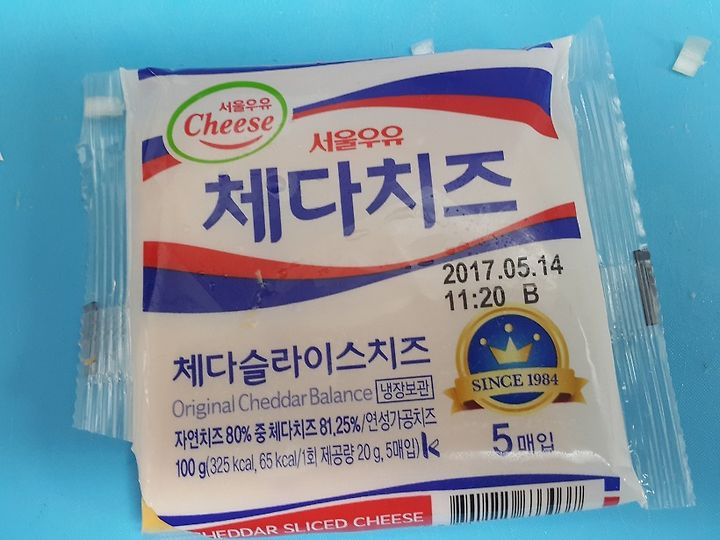 서울우유
Cheese
서울우유
체다치즈
2017.05.14
11:20 B
체다슬라이스치즈
Original Cheddar Balance 냉장보관
SINCE 1984
자연치즈 80% 중 체다치즈 81.25%/연성가공치즈
100 g(325 kcal, 65 kcal/1회 제공량 20 g, 5매입) K
5매입
CHEDDAR SLICED CHEESE